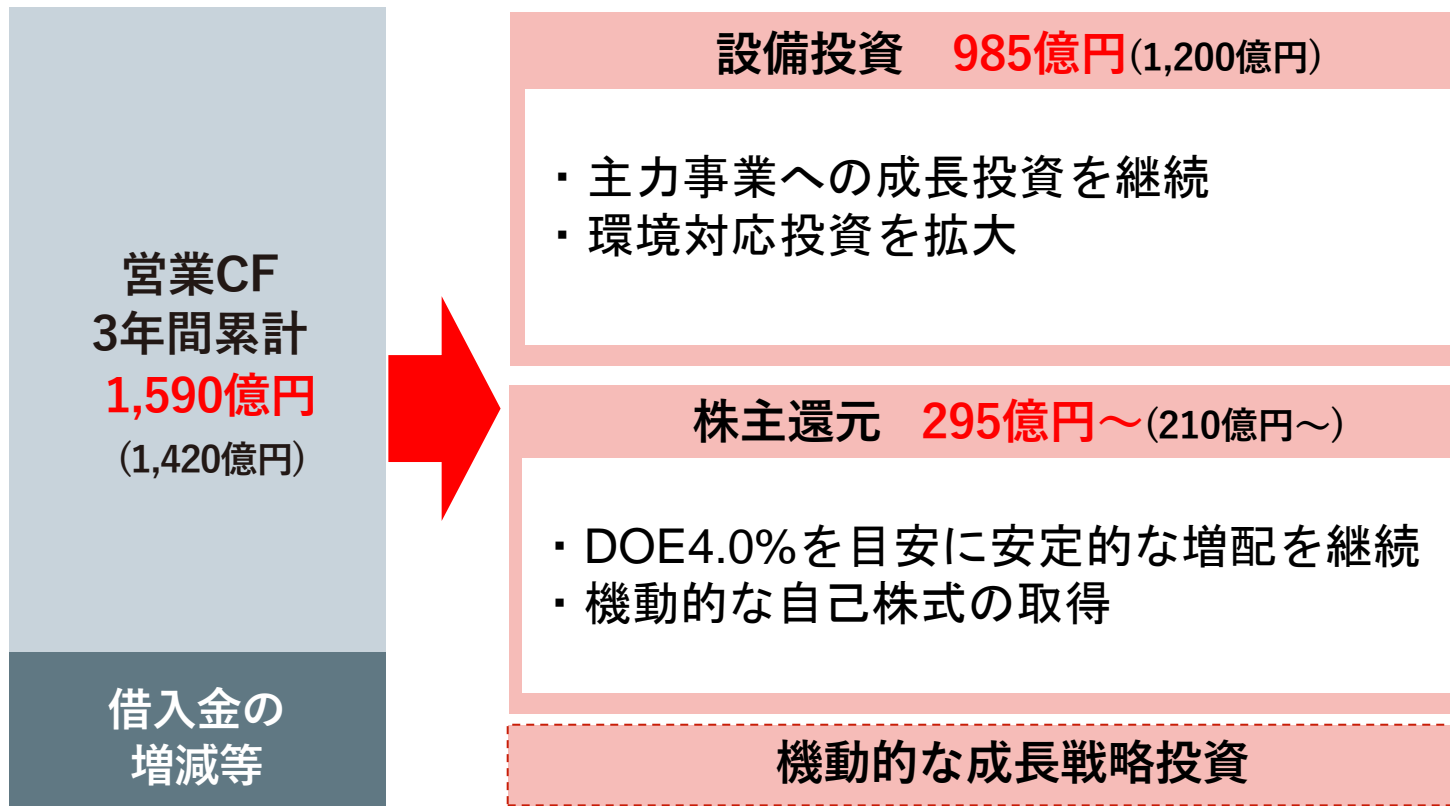 営業CF
3年間累計
1,590億円
(1,420億円)
借入金の
増減等
設備投資 985億円(1,200億円)
・主力事業への成長投資を継続
・環境対応投資を拡大
株主還元 295億円～(210億円～)
・DOE4.0%を目安に安定的な増配を継続
・機動的な自己株式の取得
機動的な成長戦略投資